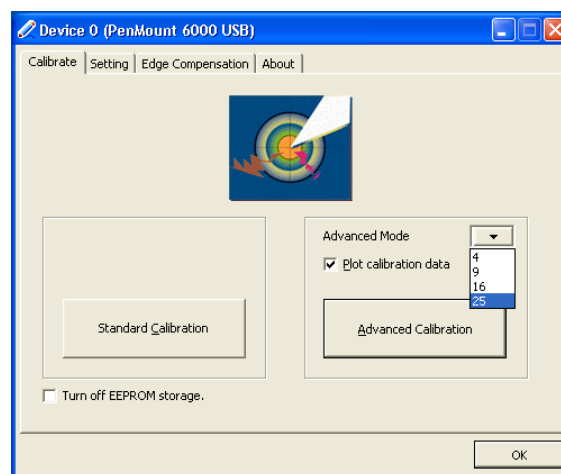 Device 0 (PenMount 6000 USB)
Calibrate Setting Edge Compensation About
Advanced Mode
4
9
16
25
Plot calibration data
Standard Calibration
Advanced Calibration
Turn off EEPROM storage.
OK